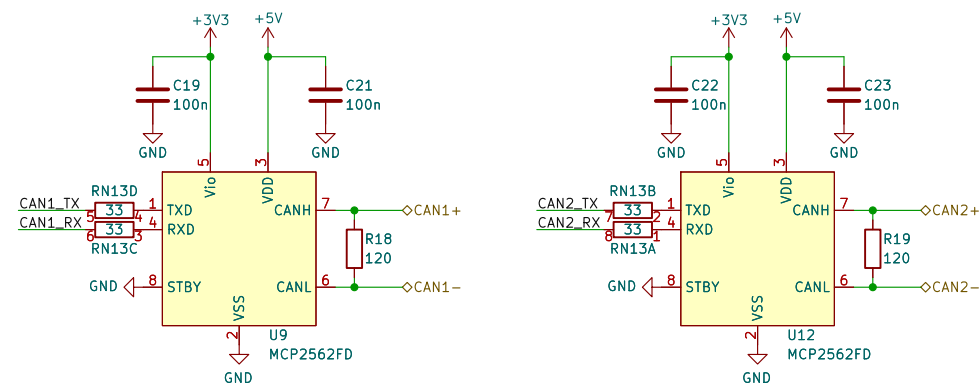 +3V3
+5V
C19
100n
GND
C21
100n
GND
5
3
Vio
VDD
RN13D
CAN1_TX
5
33
4
1
TXD
CANH
7
CAN1+
CAN1_RX
6
33
3
4
RXD
RN13C
R18
120
GND
8
STBY
CANL
6
CAN1-
VSS
2
U9
MCP2562FD
GND
+3V3
+5V
C22
100n
GND
C23
100n
GND
5
3
Vio
VDD
RN13B
CAN2_TX
7
33
2
1
TXD
CANH
7
CAN2+
CAN2_RX
8
33
1
4
RXD
RN13A
R19
120
GND
8
STBY
CANL
6
CAN2-
VSS
2
U12
MCP2562FD
GND